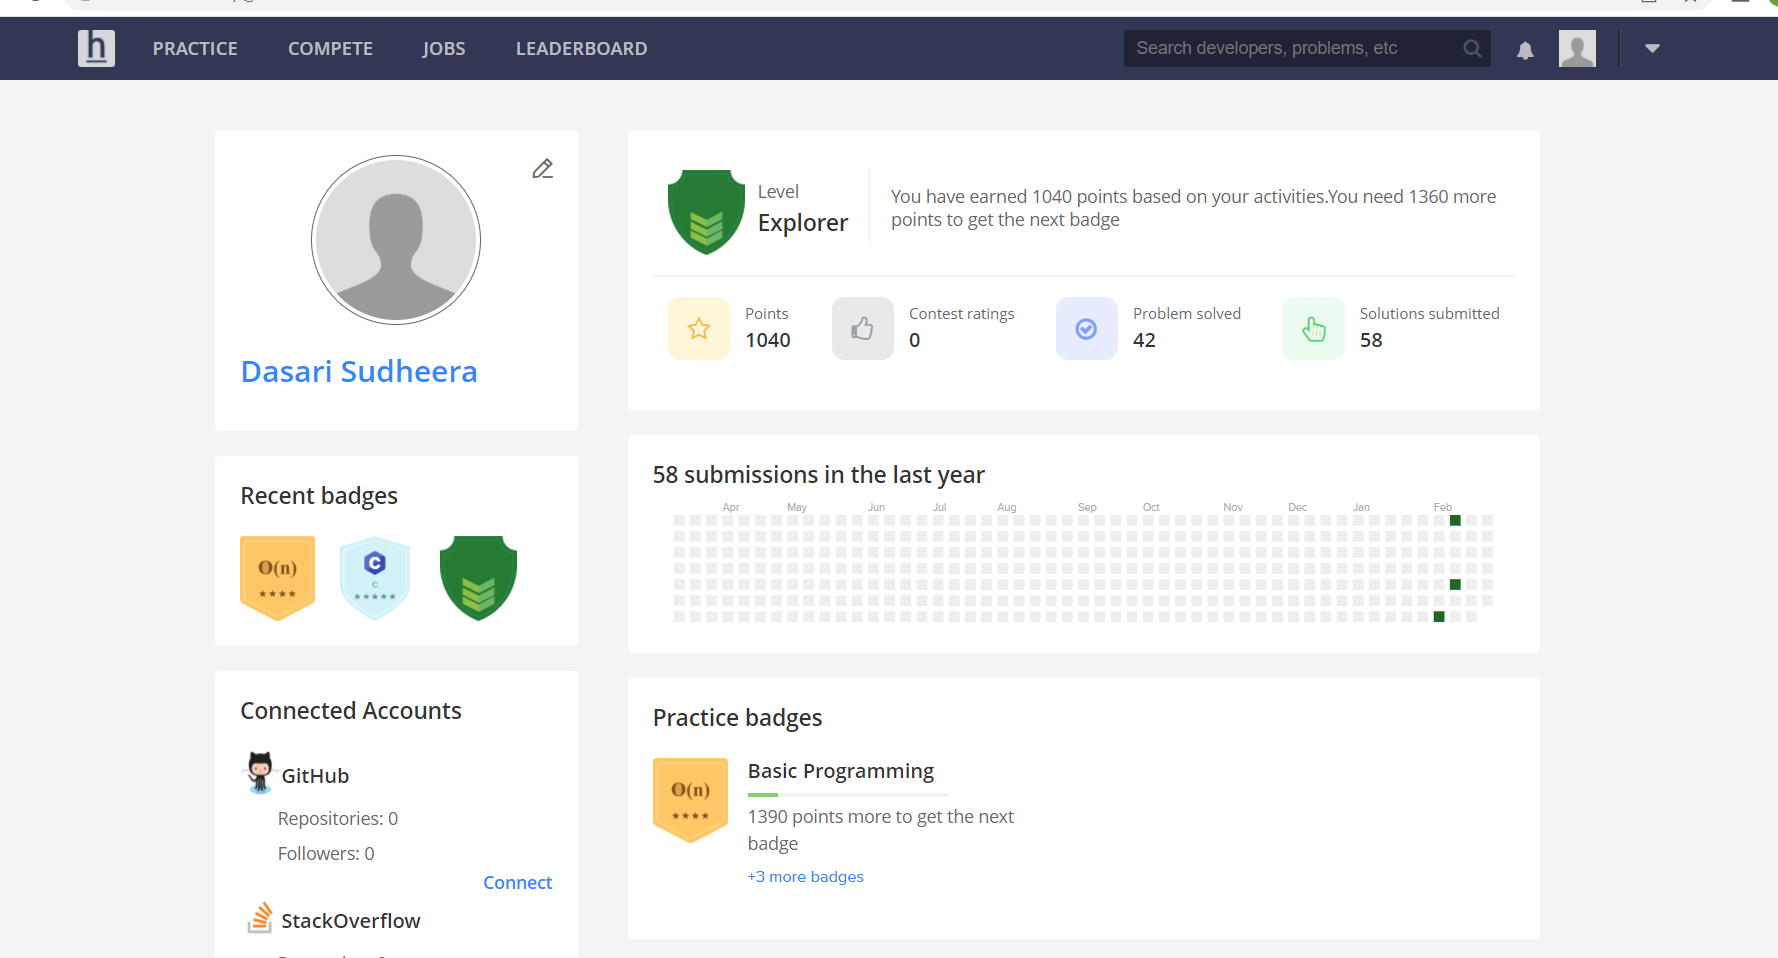 h PRACTICE COMPETE JOBS LEADERBOARD Search developers, problems, etc
Dasari Sudheera
Recent badges
O(n)
C
C
Connected Accounts
GitHub
Repositories: 0
Followers: 0
Connect
StackOverflow
Level
Explorer
You have earned 1040 points based on your activities.You need 1360 more
points to get the next badge
Points
1040
Contest ratings
0
Problem solved
42
Solutions submitted
58
58 submissions in the last year
Apr May Jun Jul Aug Sep Oct Nov Dec Jan Feb
Practice badges
O(n)
Basic Programming
1390 points more to get the next
badge
+3 more badges